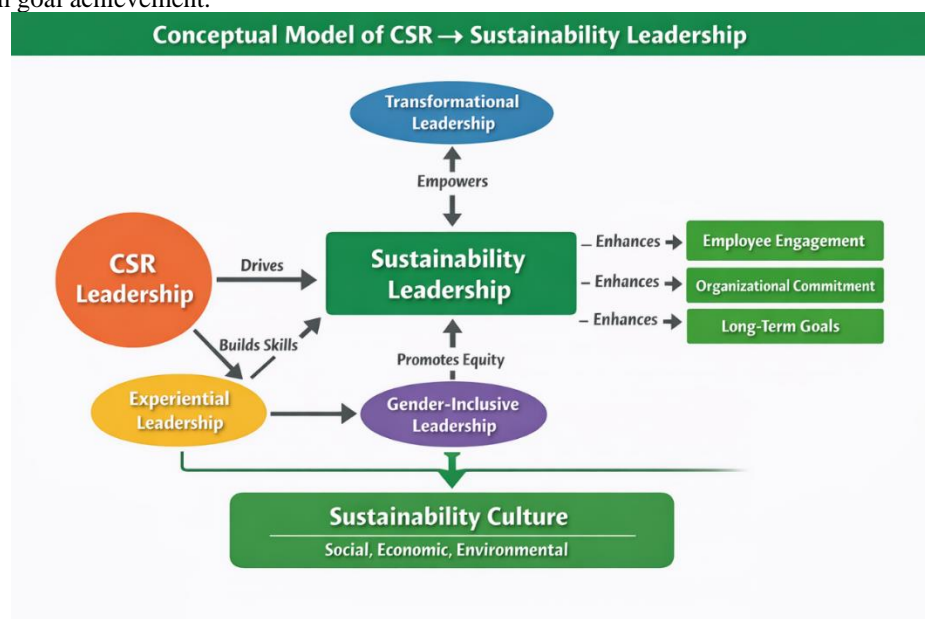 goal achievement.
Conceptual Model of CSR → Sustainability Leadership
Transformational
Leadership
Empowers
CSR
Leadership
Drives
Sustainability
Leadership
– Enhances →
Employee Engagement
– Enhances →
Organizational Commitment
– Enhances →
Long-Term Goals
Builds Skills
Promotes Equity
Experiential
Leadership
Gender-Inclusive
Leadership
Sustainability Culture
Social, Economic, Environmental